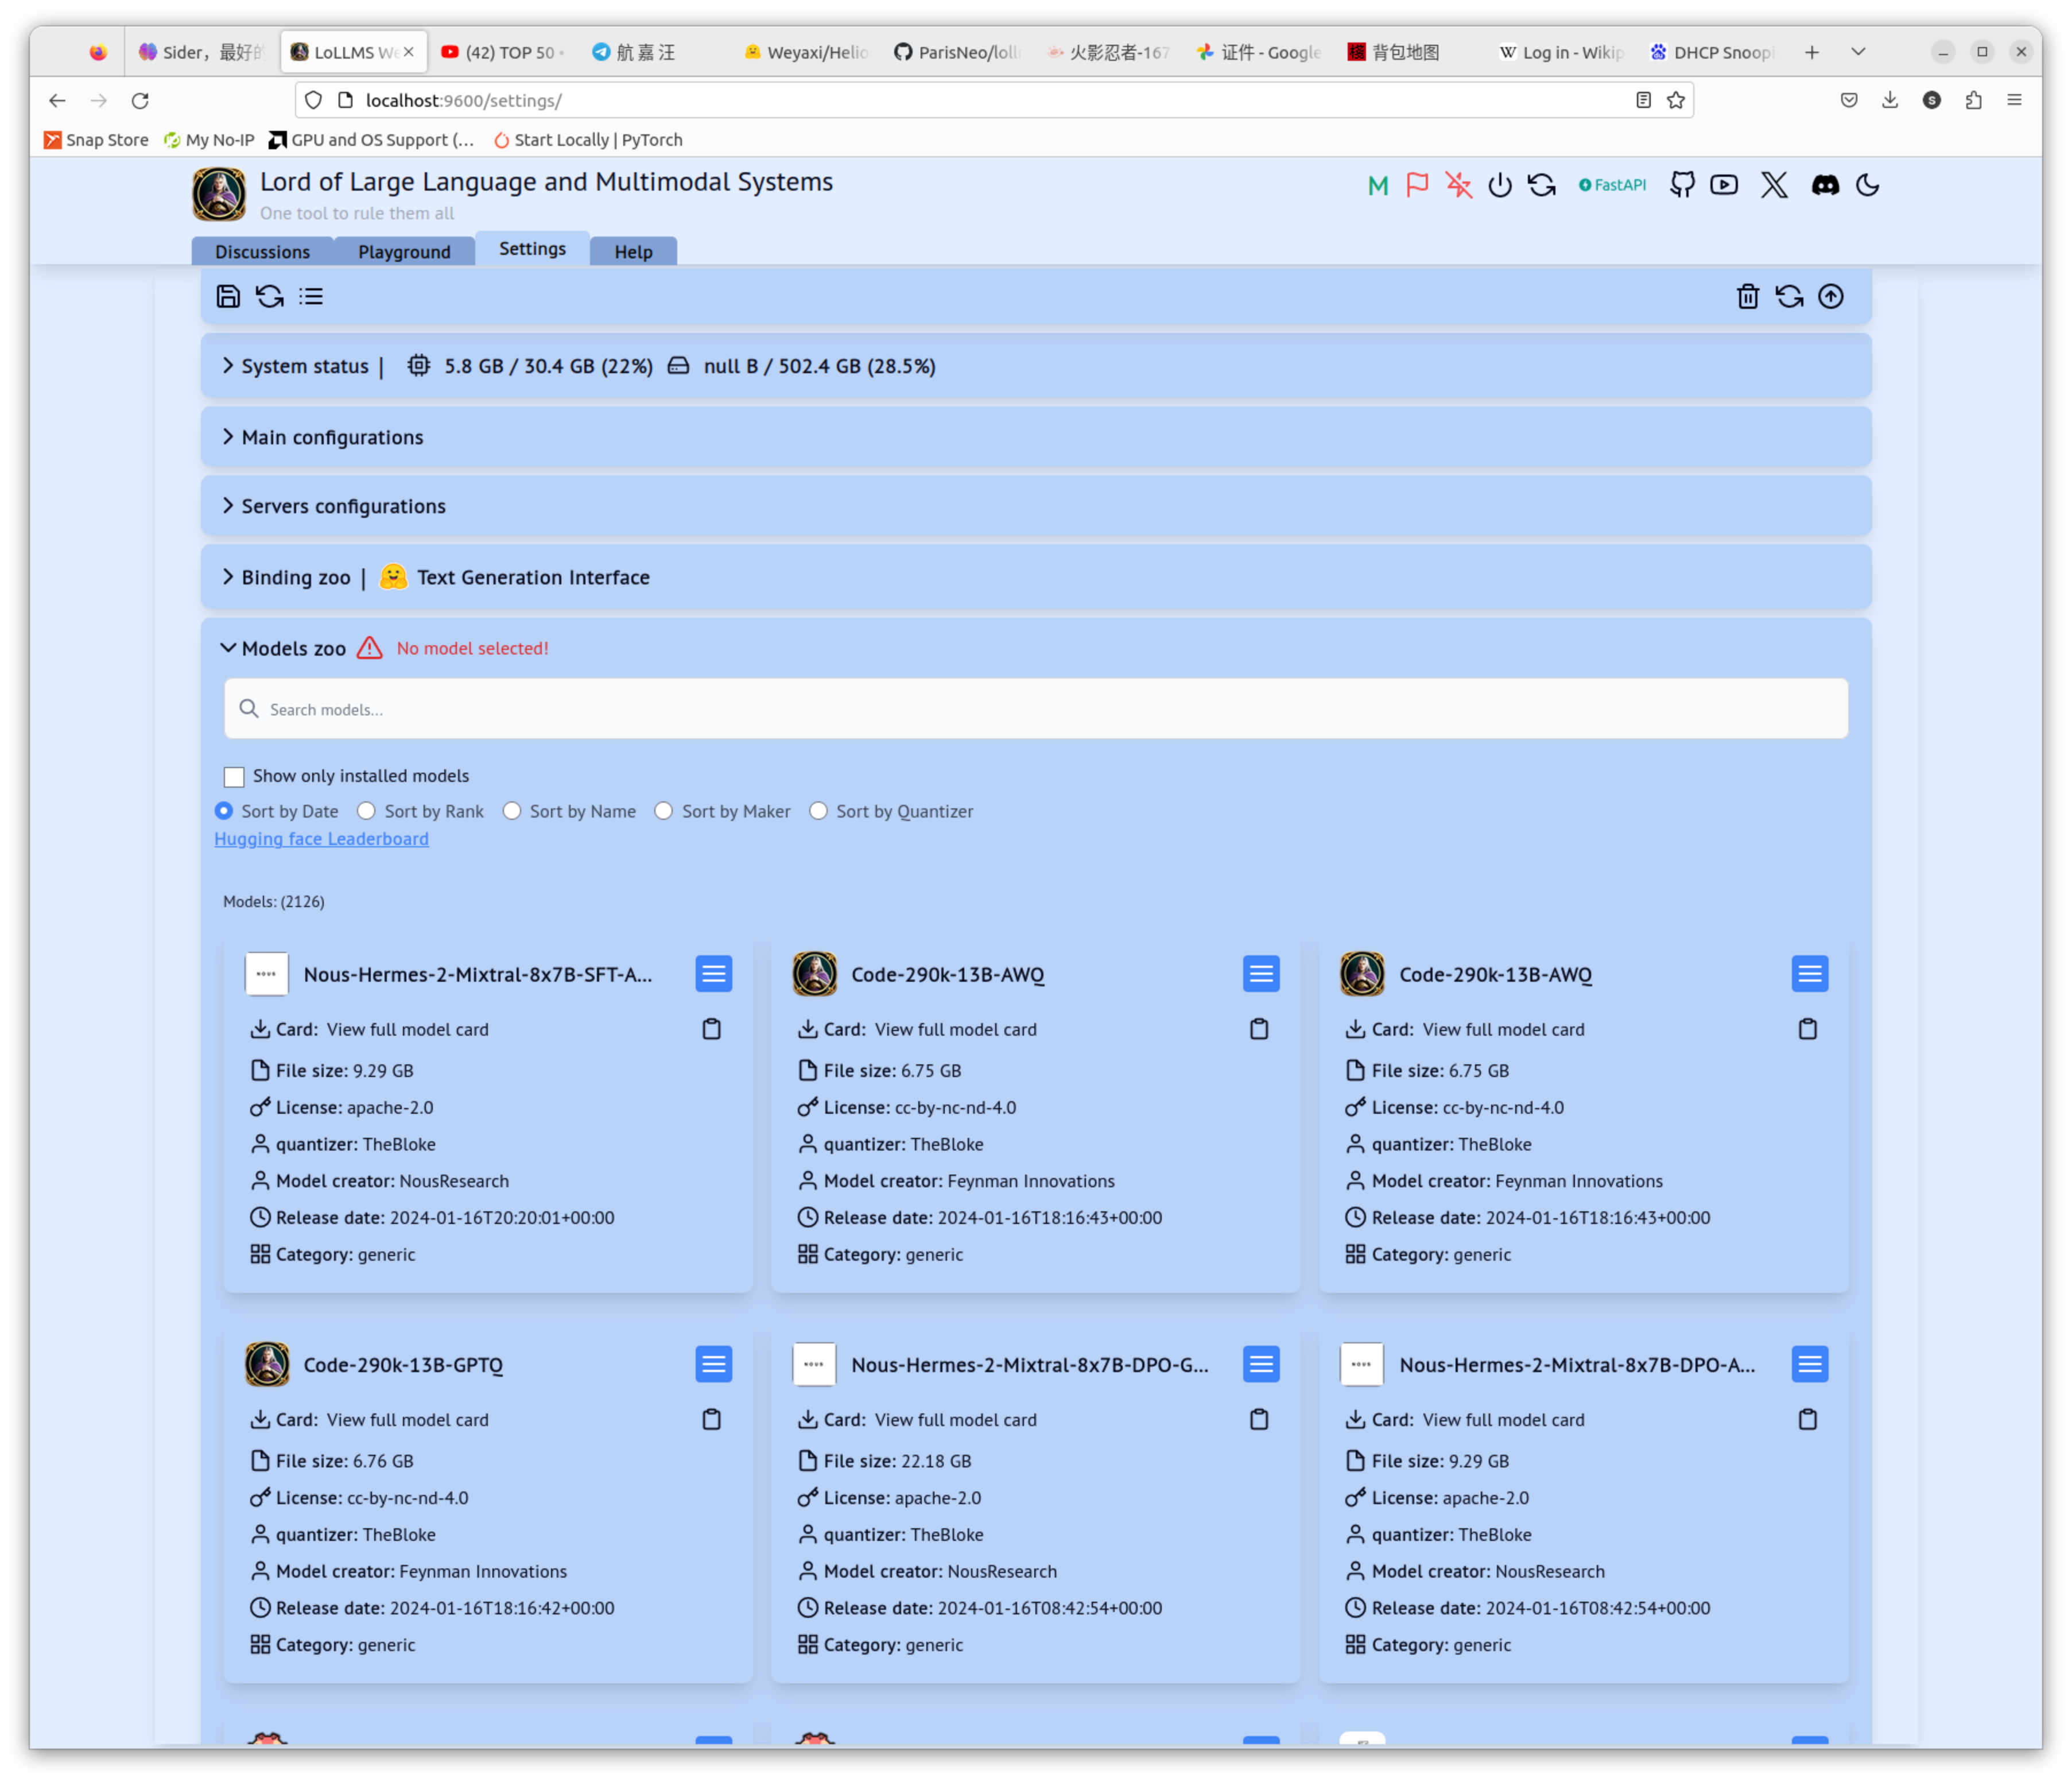 Sider，最好的
LoLLMS We
(42) TOP 50
航 嘉 汪
Weyaxi/Helio
ParisNeo/loll
火影忍者-167
证件 - Google
背包地图
W Log in - Wikip
DHCP Snoopi
localhost:9600/settings/
S
Snap Store
My No-IP
GPU and OS Support (...
Start Locally | PyTorch
Lord of Large Language and Multimodal Systems
One tool to rule them all
M
FastAPI
Discussions
Playground
Settings
Help
System status | 5.8 GB / 30.4 GB (22%) null B / 502.4 GB (28.5%)
Main configurations
Servers configurations
Binding zoo | Text Generation Interface
Models zoo No model selected!
Search models...
Show only installed models
Sort by Date Sort by Rank Sort by Name Sort by Maker Sort by Quantizer
Hugging face Leaderboard
Models: (2126)
NOUS
Nous-Hermes-2-Mixtral-8x7B-SFT-A...
Card: View full model card
File size: 9.29 GB
License: apache-2.0
quantizer: TheBloke
Model creator: NousResearch
Release date: 2024-01-16T20:20:01+00:00
Category: generic
Code-290k-13B-AWQ
Card: View full model card
File size: 6.75 GB
License: cc-by-nc-nd-4.0
quantizer: TheBloke
Model creator: Feynman Innovations
Release date: 2024-01-16T18:16:43+00:00
Category: generic
Code-290k-13B-AWQ
Card: View full model card
File size: 6.75 GB
License: cc-by-nc-nd-4.0
quantizer: TheBloke
Model creator: Feynman Innovations
Release date: 2024-01-16T18:16:43+00:00
Category: generic
Code-290k-13B-GPTQ
Card: View full model card
File size: 6.76 GB
License: cc-by-nc-nd-4.0
quantizer: TheBloke
Model creator: Feynman Innovations
Release date: 2024-01-16T18:16:42+00:00
Category: generic
NOUS
Nous-Hermes-2-Mixtral-8x7B-DPO-G...
Card: View full model card
File size: 22.18 GB
License: apache-2.0
quantizer: TheBloke
Model creator: NousResearch
Release date: 2024-01-16T08:42:54+00:00
Category: generic
NOUS
Nous-Hermes-2-Mixtral-8x7B-DPO-A...
Card: View full model card
File size: 9.29 GB
License: apache-2.0
quantizer: TheBloke
Model creator: NousResearch
Release date: 2024-01-16T08:42:54+00:00
Category: generic